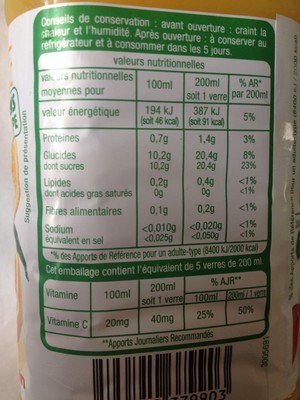 Conseils de conservation : avant ouverture : craint la
chaleur et l'humidité. Après ouverture : à conserver au
réfrigérateur et à consommer dans les 5 jours.
valeurs nutritionnelles
valeurs nutritionnelles moyennes pour 100ml 200ml soit 1 verre % AR* par 200ml
valeur énergétique 194 kJ (soit 46 kcal) 387 kJ (soit 91 kcal) 5%
Protéines 0,7g 1,4g 3%
Glucides 10,2g 20,4g 8%
dont sucres 10,2g 20,4g 23%
Lipides 0,2g 0,4g <1%
dont acides gras saturés 0g 0g <1%
Fibres alimentaires 0,1g 0,2g <1%
Sodium <0,010g <0,020g <1%
équivalent en sel <0,025g <0,050g <1%
*% des Apports de Référence pour un adulte-type (8400 kJ/2000 kcal)
Cet emballage contient l'équivalent de 5 verres de 200 ml.
Vitamine 100ml 200ml soit 1 verre % AJR** 100ml 200ml / 1 verre
Vitamine C 20mg 40mg 25% 50%
**Apports Journaliers Recommandés
Suggestion de présentation